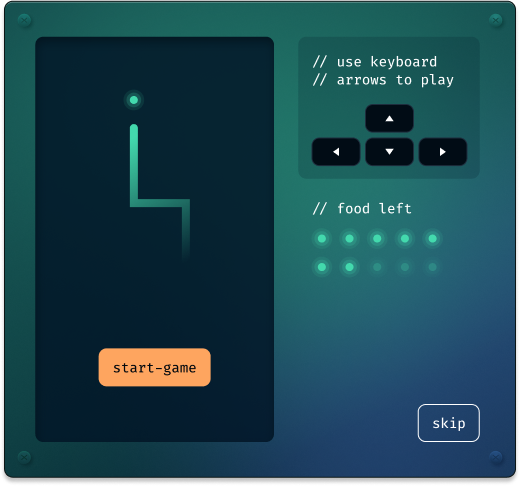 // use keyboard
// arrows to play
// food left
start-game
skip